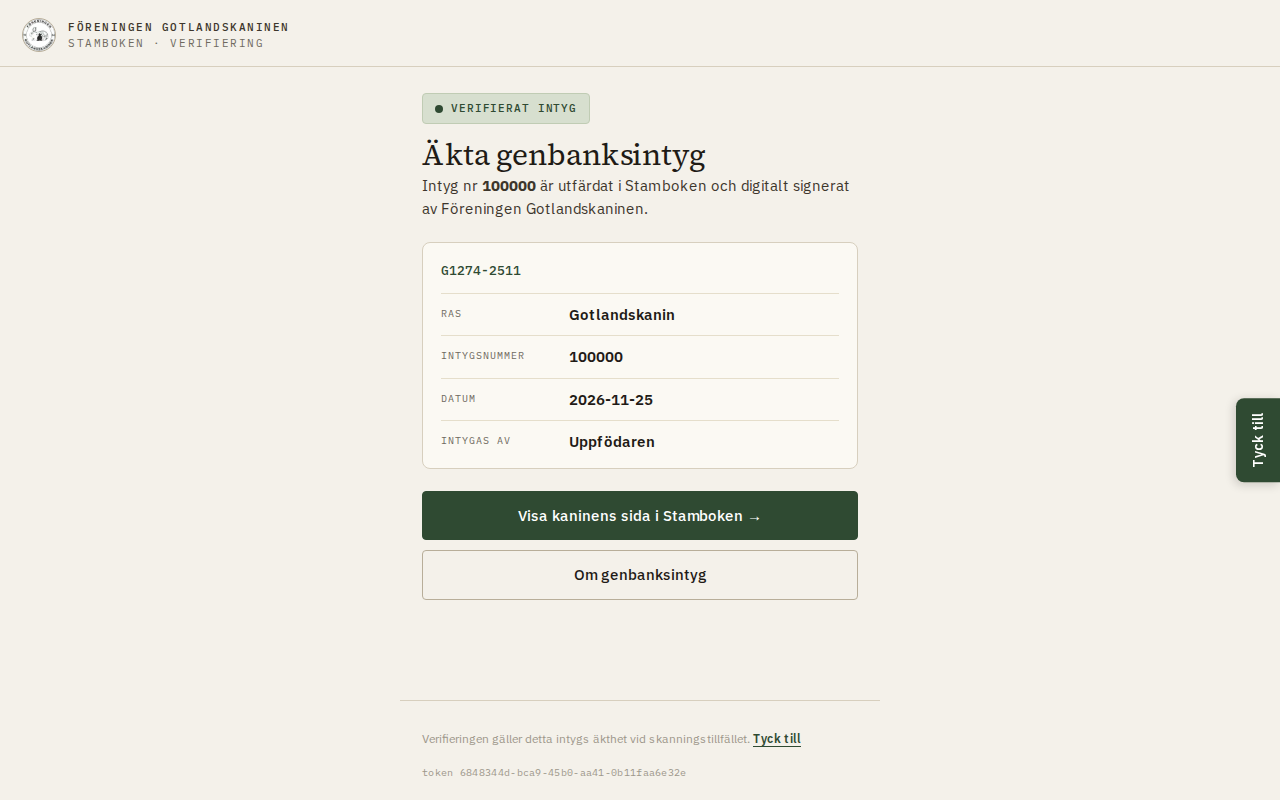 FÖRENINGEN GOTLANDSKANINEN
STAMBOKEN · VERIFIERING
VERIFIERAT INTYG
Äkta genbanksintyg
Intyg nr 100000 är utfärdat i Stamboken och digitalt signerat
av Föreningen Gotlandskaninen.
G1274-2511
RAS Gotlandskanin
INTYGSNUMMER 100000
DATUM 2026-11-25
INTYGAS AV Uppfödaren
Visa kaninens sida i Stamboken →
Om genbanksintyg
Tyck till
Verifieringen gäller detta intygs äkthet vid skanningstillfället. Tyck till
token 6848344d-bca9-45b0-aa41-0b11faa6e32e